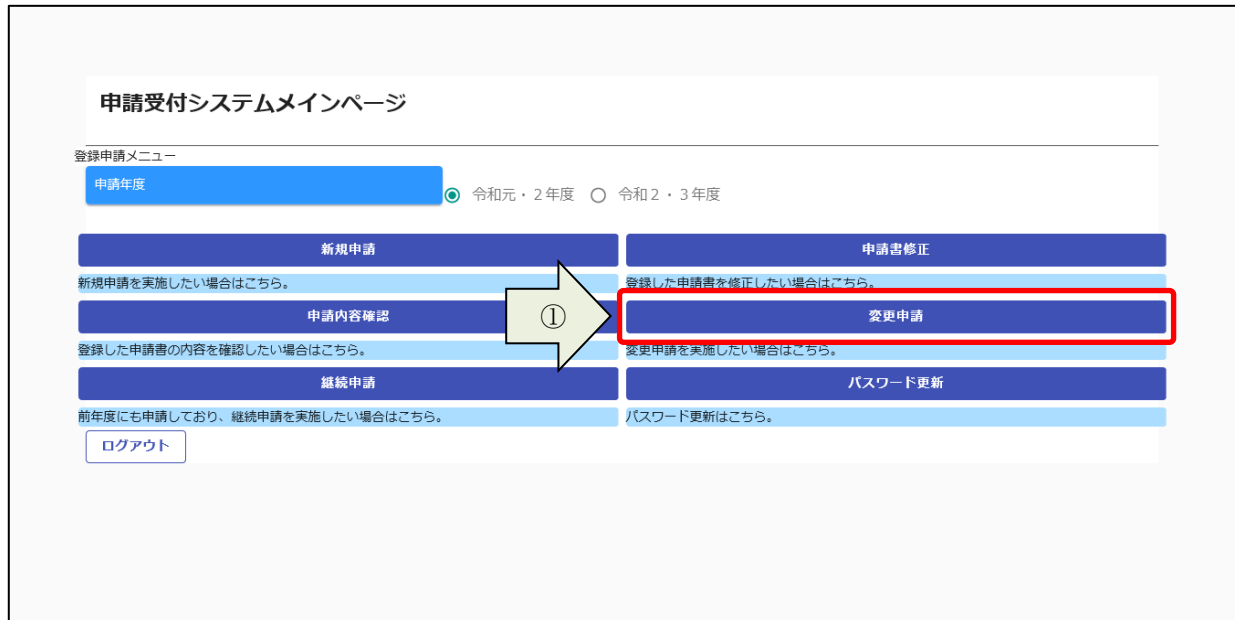 申請受付システムメインページ
登録申請メニュー
申請年度
令和元・2年度 令和2・3年度
新規申請 申請書修正
新規申請を実施したい場合はこちら。 登録した申請書を修正したい場合はこちら。
申請内容確認 ① 変更申請
登録した申請書の内容を確認したい場合はこちら。 変更申請を実施したい場合はこちら。
継続申請 パスワード更新
前年度にも申請しており、継続申請を実施したい場合はこちら。 パスワード更新はこちら。
ログアウト